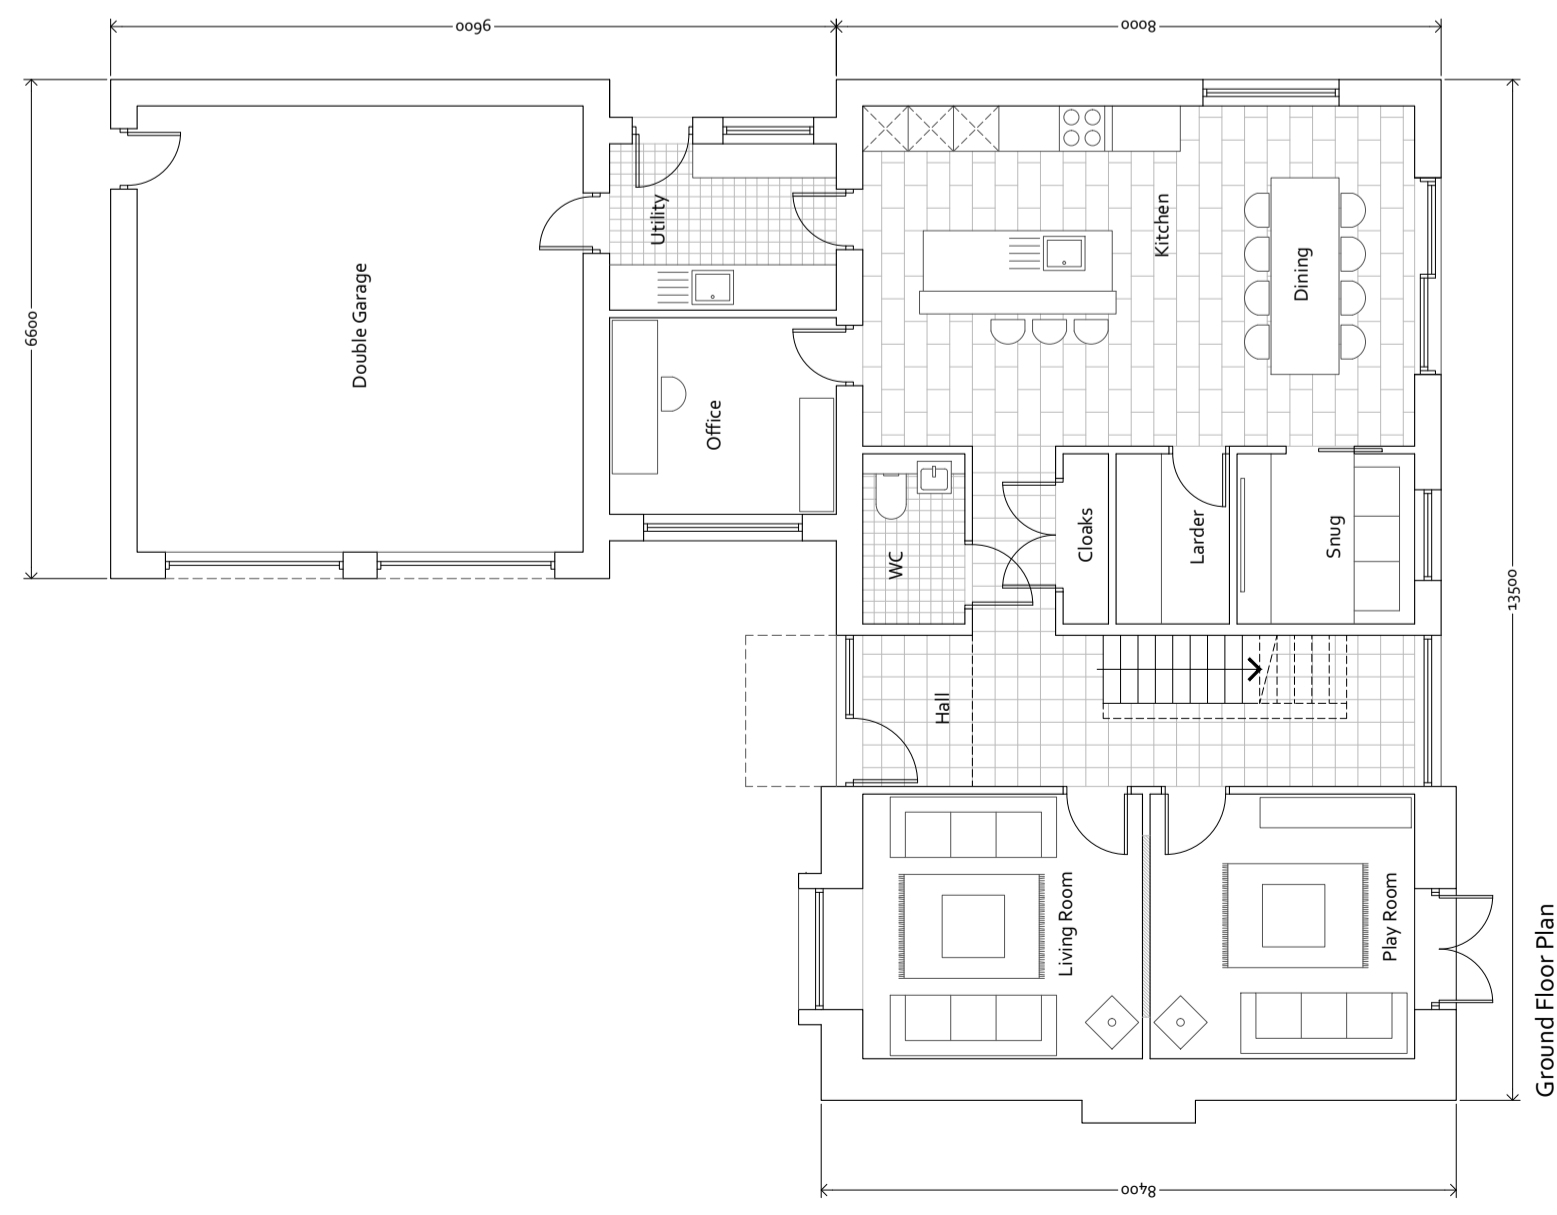 9600
8000
6600
Double Garage
Utility
Kitchen
Dining
Office
WC
Cloaks
Larder
Snug
13500
Hall
Living Room
Play Room
Ground Floor Plan
8400